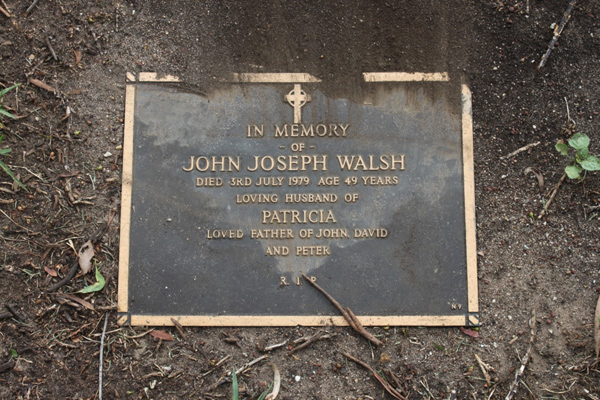 IN MEMORY
- OF -
JOHN JOSEPH WALSH
DIED 3RD JULY 1979 AGE 49 YEARS
LOVING HUSBAND OF
PATRICIA
LOVED FATHER OF JOHN, DAVID
AND PETER
R. I. P.